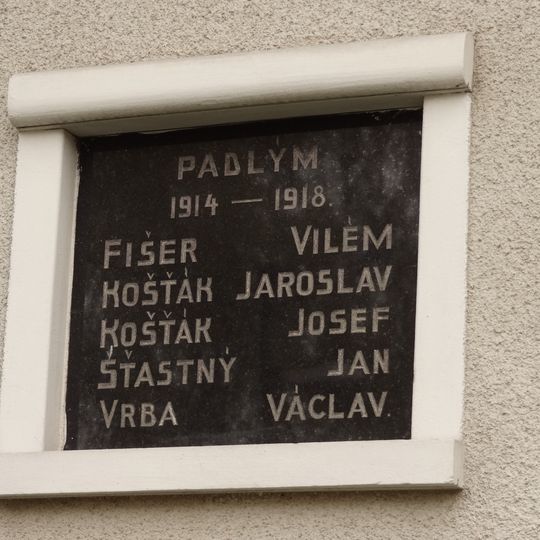 PADLÝM
1914 — 1918.
FIŠER VILÉM
KOŠŤÁK JAROSLAV
KOŠŤÁK JOSEF
ŠŤASTNÝ JAN
VRBA VÁCLAV.